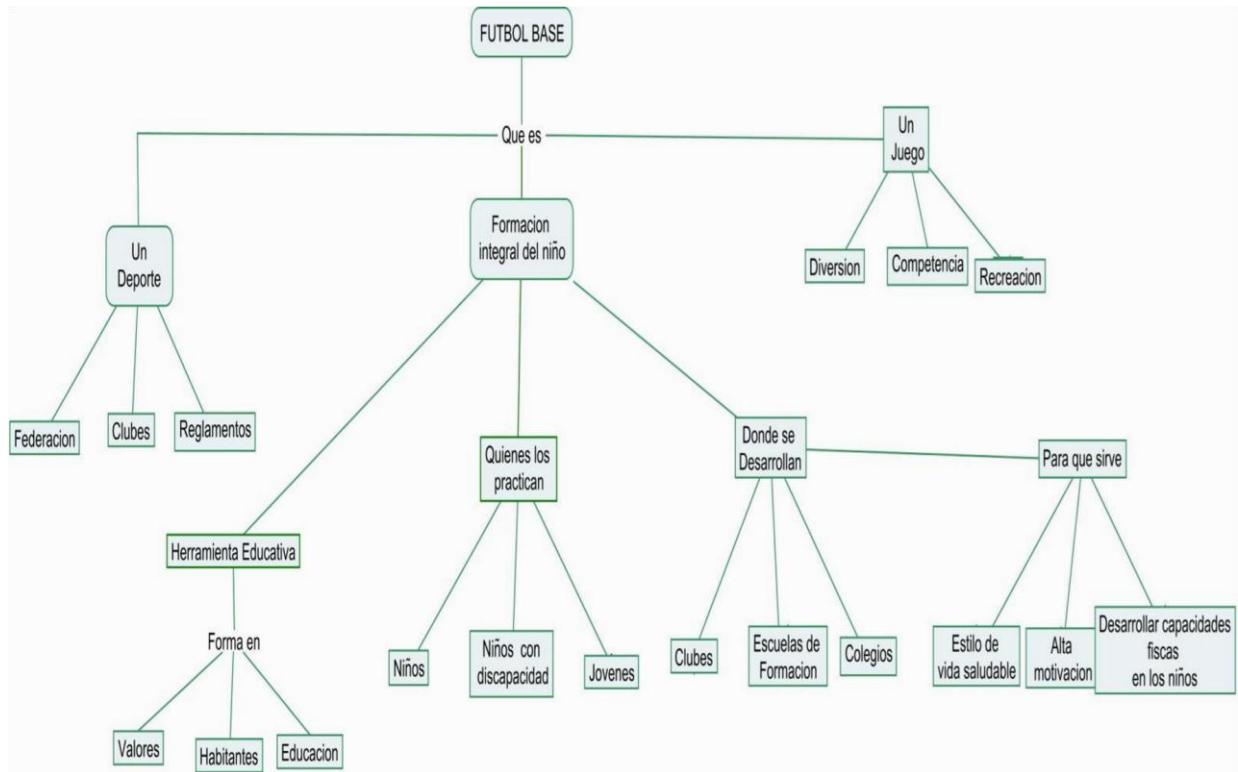 FUTBOL BASE
Que es
Un
Juego
Un
Deporte
Formacion
integral del niño
Diversion
Competencia
Recreacion
Federacion
Clubes
Reglamentos
Quienes los
practican
Donde se
Desarrollan
Para que sirve
Herramienta Educativa
Forma en
Niños
Niños con
discapacidad
Jovenes
Clubes
Escuelas de
Formacion
Colegios
Estilo de
vida saludable
Alta
motivacion
Desarrollar capacidades
fiscas
en los niños
Valores
Habitantes
Educacion